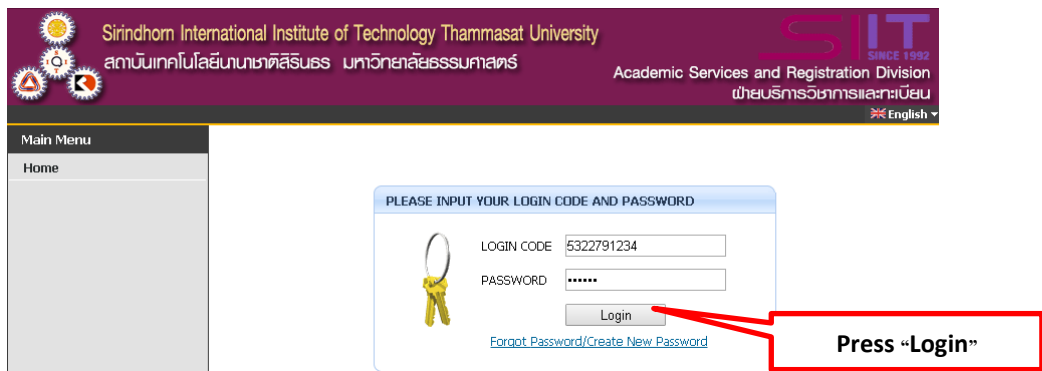 Sirindhorn International Institute of Technology Thammasat University
สถาบันเทคโนโลยีนานาชาติสิรินธร มหาวิทยาลัยธรรมศาสตร์
SIIT
SINCE 1992
Academic Services and Registration Division
ฝ่ายบริการวิชาการและทะเบียน
English
Main Menu
Home
PLEASE INPUT YOUR LOGIN CODE AND PASSWORD
LOGIN CODE 5322791234
PASSWORD ••••••
Login
Forgot Password/Create New Password
Press “Login”